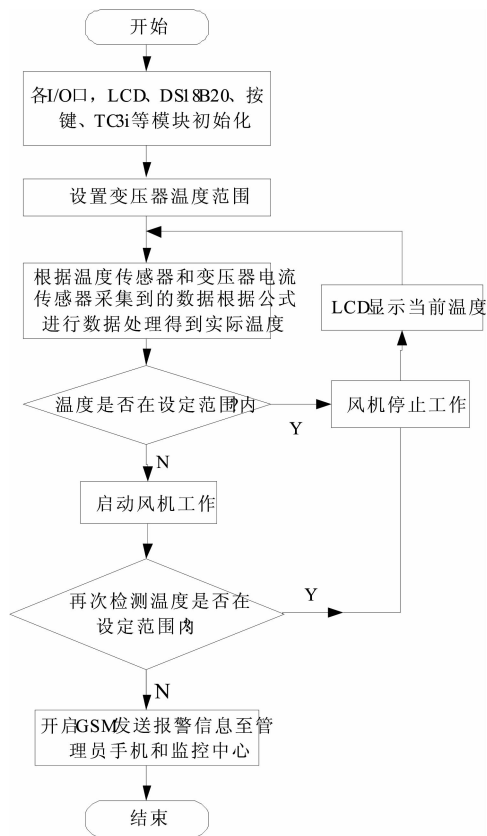 开始
各I/O口，LCD、DS18B20、按
键、TC3i等模块初始化
设置变压器温度范围
根据温度传感器和变压器电流
传感器采集到的数据根据公式
进行数据处理得到实际温度
LCD显示当前温度
温度是否在设定范围内?
Y
风机停止工作
N
启动风机工作
再次检测温度是否在
设定范围内?
Y
N
开启GSM发送报警信息至管
理员手机和监控中心
结束